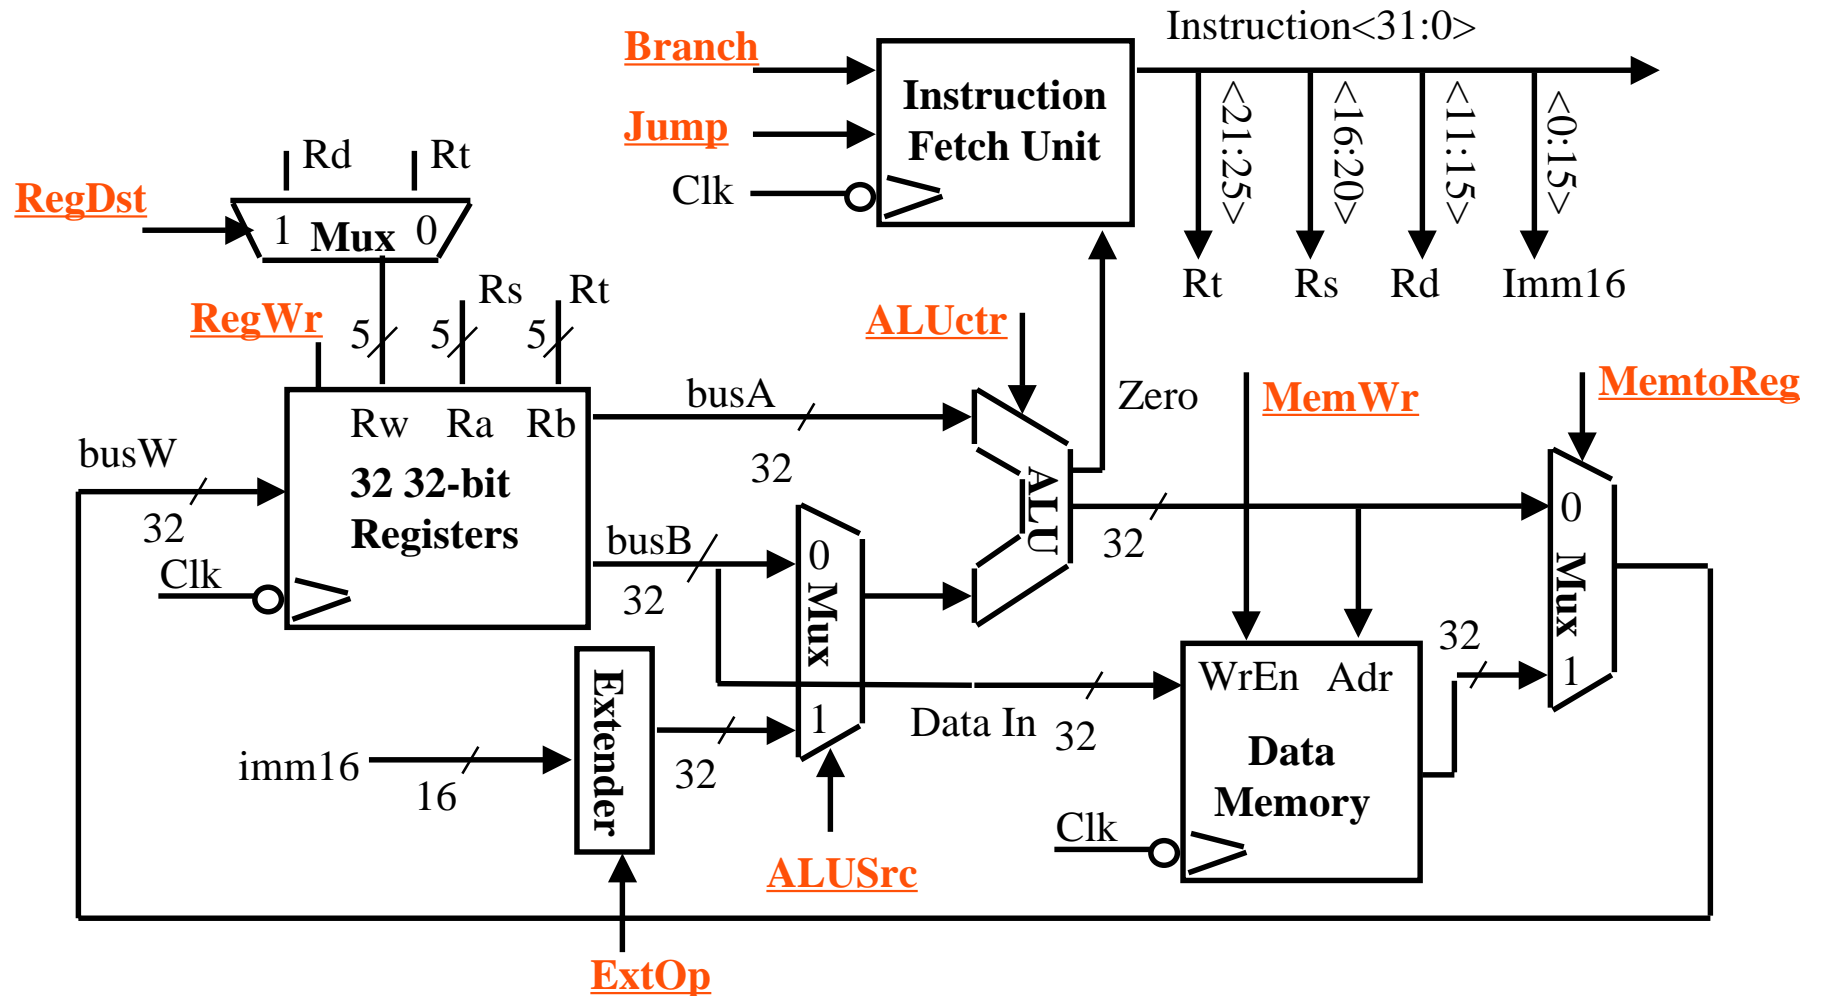 Instruction<31:0>
Branch
Instruction
Fetch Unit
Jump
Clk
<21:25>
<16:20>
<11:15>
<0:15>
Rt
Rs
Rd
Imm16
Rd
Rt
RegDst
1
Mux
0
Rs
Rt
RegWr
5
5
5
ALUctr
busA
Zero
MemWr
MemtoReg
Rw
Ra
Rb
busW
32
32 32-bit
Registers
32
ALU
32
0
Mux
1
busB
32
0
Mux
1
Clk
32
WrEn
Adr
Extender
Data In
32
imm16
16
32
Data
Memory
Clk
ALUSrc
ExtOp